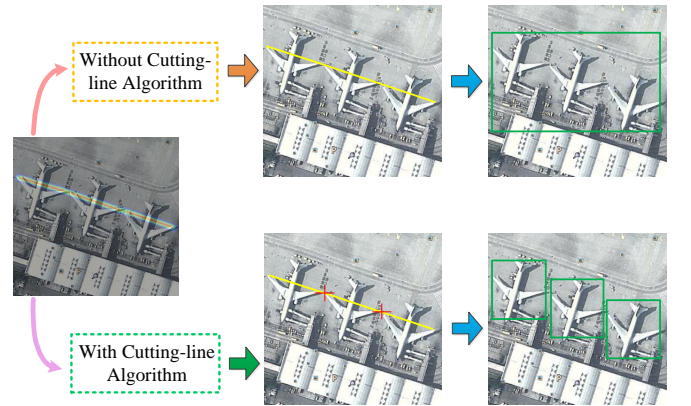 Without Cutting-
line Algorithm
With Cutting-line
Algorithm